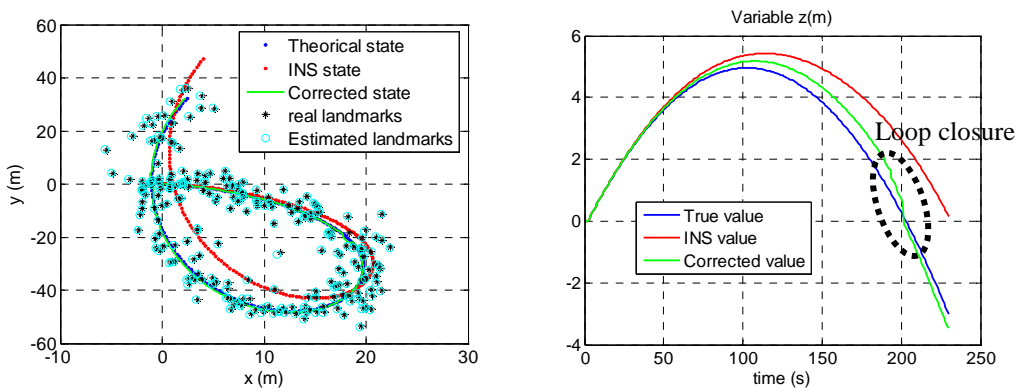 60
40
20
0
-20
-40
-60
y (m)
-10
0
10
20
30
x (m)
Theorical state
INS state
Corrected state
real landmarks
Estimated landmarks
Variable z(m)
6
4
2
0
-2
-4
0
50
100
150
200
250
time (s)
Loop closure
True value
INS value
Corrected value